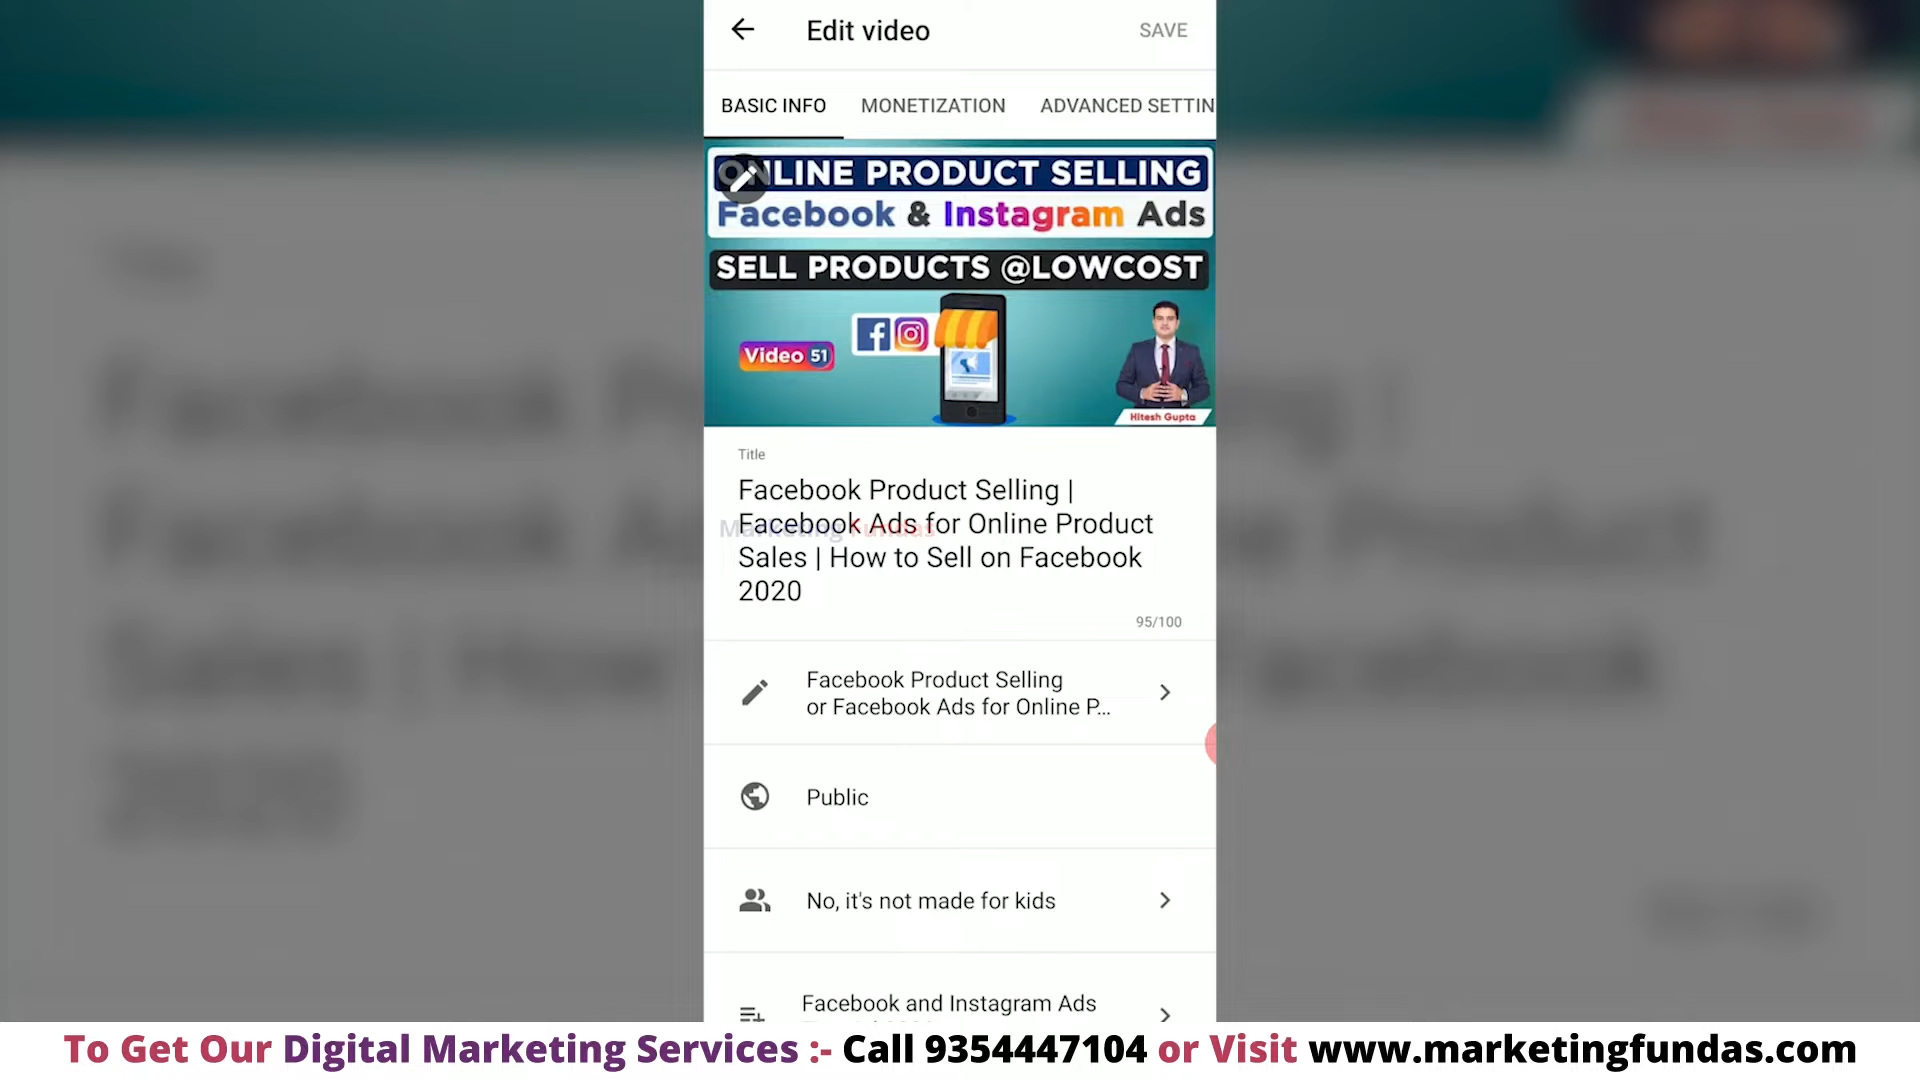 Edit video
SAVE
BASIC INFO
MONETIZATION
ADVANCED SETTIN
ONLINE PRODUCT SELLING
Facebook & Instagram Ads
SELL PRODUCTS @LOWCOST
Video 51
Hitesh Gupta
Title
Facebook Product Selling |
Facebook Ads for Online Product
Sales | How to Sell on Facebook
2020
Marketing Fundas
95/100
Facebook Product Selling
or Facebook Ads for Online P...
Public
No, it's not made for kids
Facebook and Instagram Ads
To Get Our Digital Marketing Services :- Call 9354447104 or Visit www.marketingfundas.com